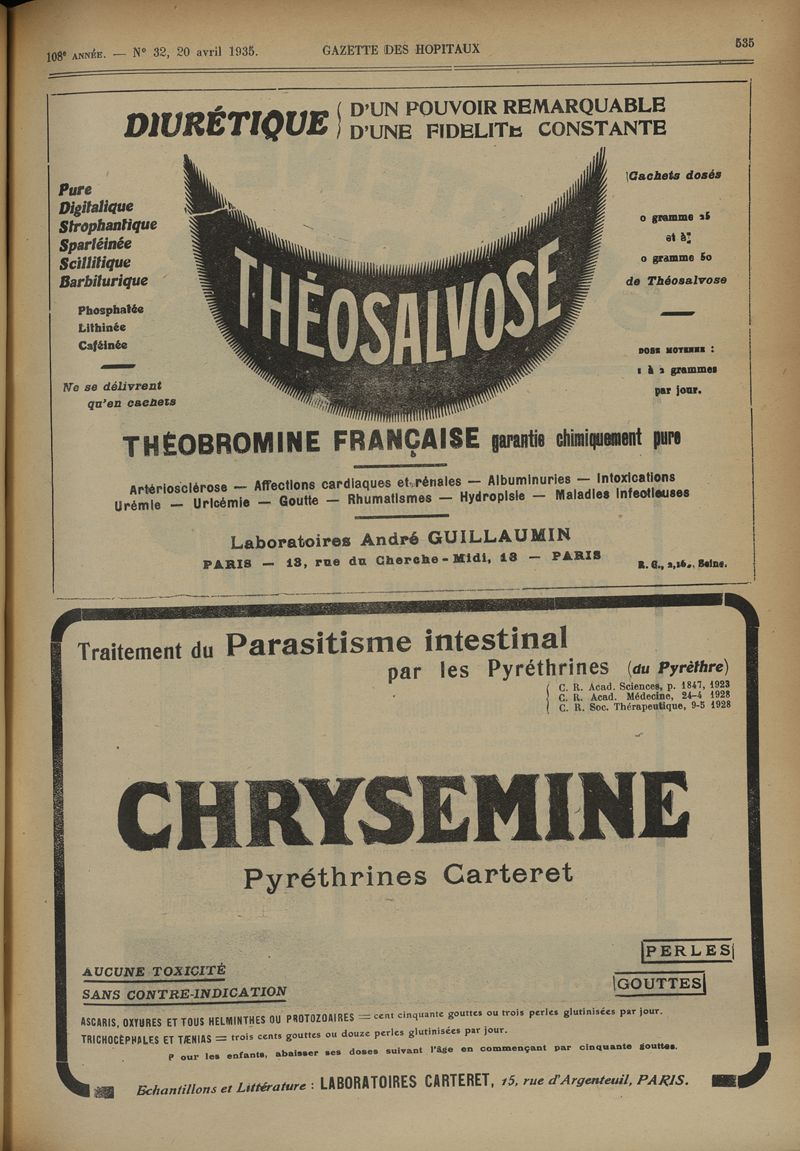 108e ANNÉE. — N° 32, 20 avril 1935. GAZETTE DES HOPITAUX 535
DIURÉTIQUE D'UN POUVOIR REMARQUABLE
D'UNE FIDELITE CONSTANTE
Pure
Digitalique
Strophantique
Spartéinée
Scillitique
Barbiturique
Phosphatée
Lithinée
Caféinée
Ne se délivrent
qu'en cachets
THÉOSALVOSE
Cachets dosés
0 gramme 25
et à
0 gramme 50
de Théosalvose
DOSE MOYENNE :
1 à 2 grammes
par jour.
THÉOBROMINE FRANÇAISE garantie chimiquement pure
Artériosclérose — Affections cardiaques et rénales — Albuminuries — Intoxications
Urémie — Uricémie — Goutte — Rhumatismes — Hydropisie — Maladies infectieuses
Laboratoires André GUILLAUMIN
PARIS — 13, rue du Cherche-Midi, 13 — PARIS
R. C., Seine.
Traitement du Parasitisme intestinal
par les Pyréthrines (du Pyrèthre)
C. R. Acad. Sciences, p. 1847, 1923
C. R. Acad. Médecine, 24-4 1928
C. R. Soc. Thérapeutique, 9-5 1928
CHRYSEMINE
Pyréthrines Carteret
PERLES
AUCUNE TOXICITÉ
GOUTTES
SANS CONTRE-INDICATION
ASCARIS, OXYURES ET TOUS HELMINTHES OU PROTOZOAIRES = cent cinquante gouttes ou trois perles glutinisées par jour.
TRICHOCÉPHALES ET TÆNIAS = trois cents gouttes ou douze perles glutinisées par jour.
P our les enfants, abaisser ses doses suivant l'âge en commençant par cinquante gouttes.
Echantillons et Littérature : LABORATOIRES CARTERET, 15, rue d'Argenteuil, PARIS.